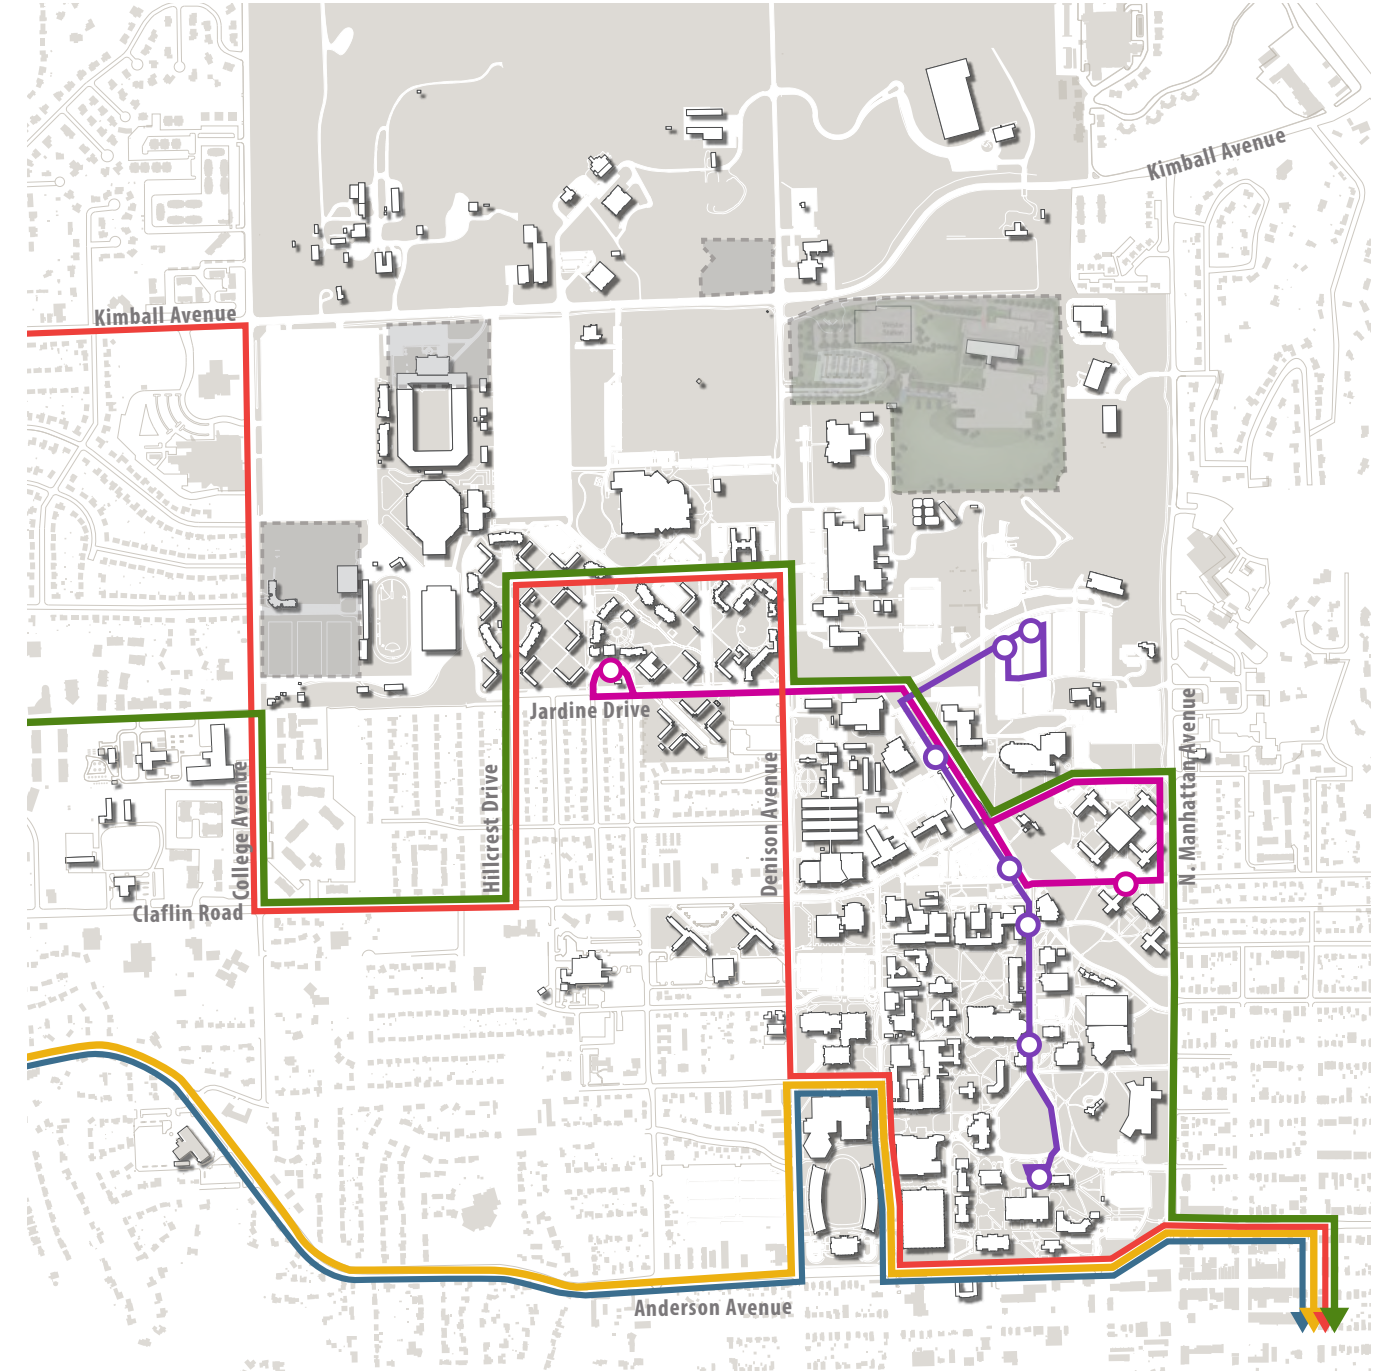 Kimball Avenue
Kimball Avenue
Jardine Drive
N. Manhattan Avenue
College Avenue
Hillcrest Drive
Denison Avenue
Claflin Road
Anderson Avenue